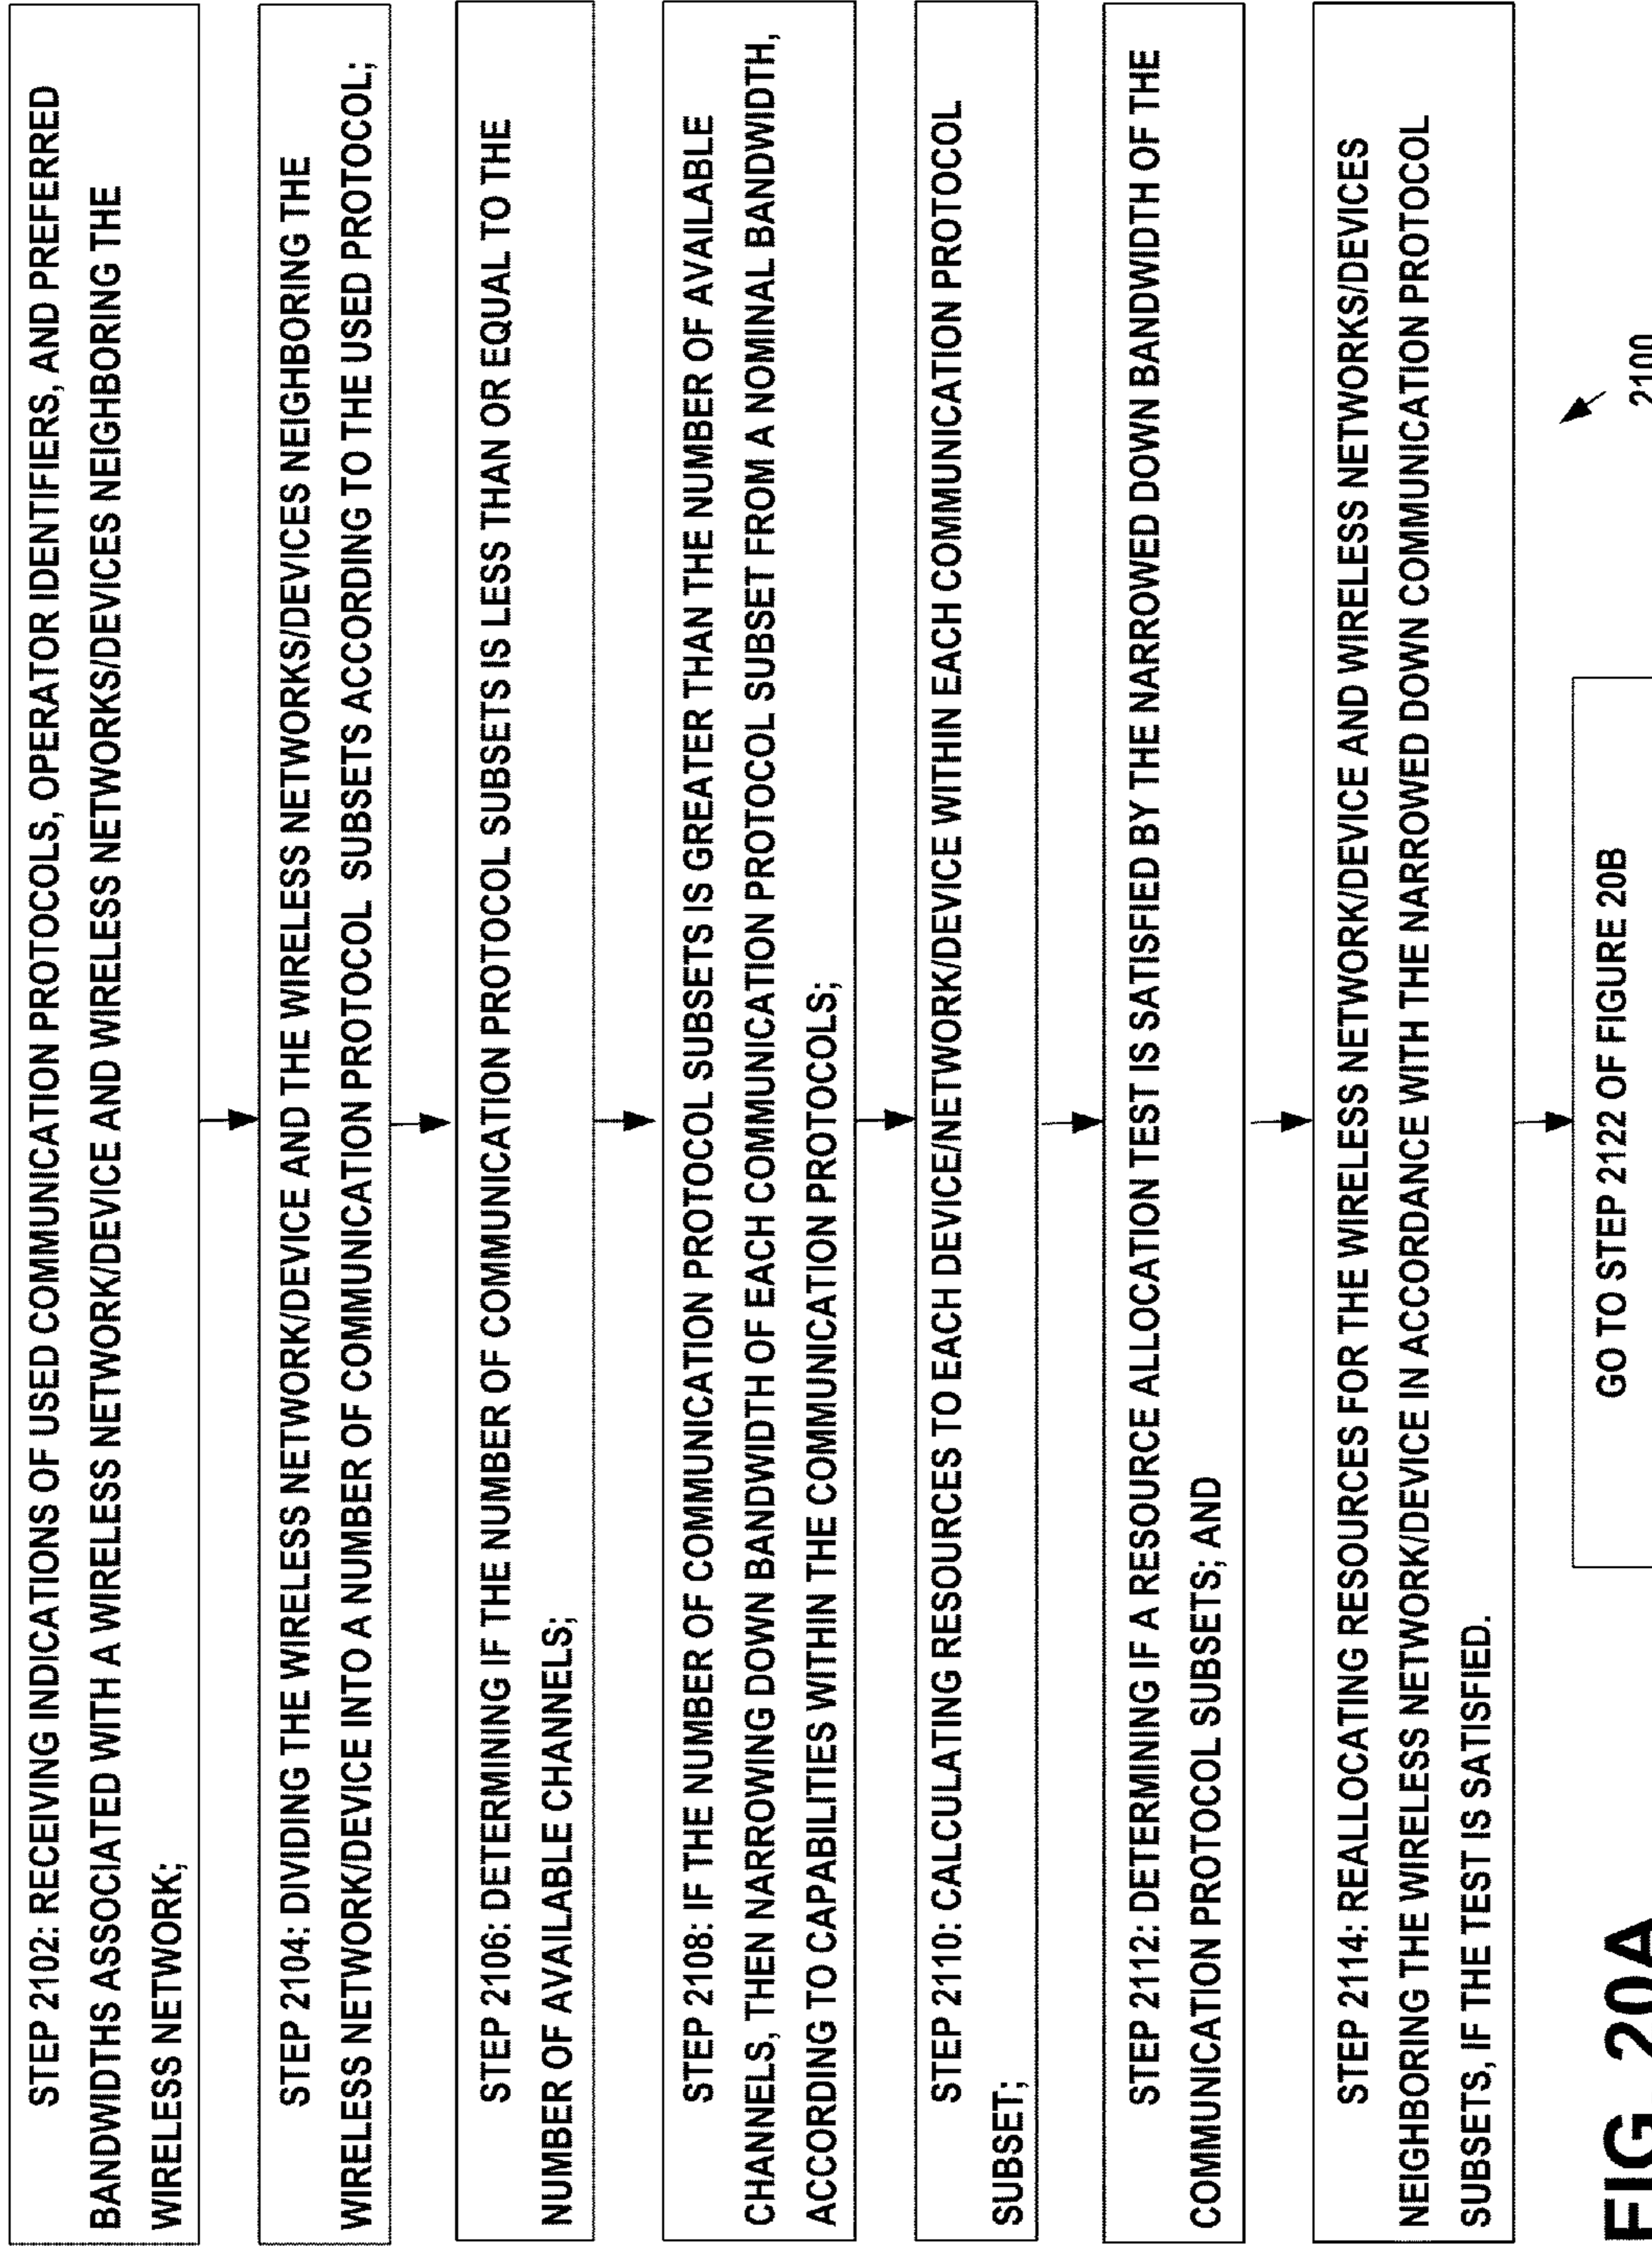 STEP 2102: RECEIVING INDICATIONS OF USED COMMUNICATION PROTOCOLS, OPERATOR IDENTIFIERS, AND PREFERRED
BANDWIDTHS ASSOCIATED WITH A WIRELESS NETWORK/DEVICE AND WIRELESS NETWORKS/DEVICES NEIGHBORING THE
WIRELESS NETWORK;
STEP 2104: DIVIDING THE WIRELESS NETWORK/DEVICE AND THE WIRELESS NETWORKS/DEVICES NEIGHBORING THE
WIRELESS NETWORK/DEVICE INTO A NUMBER OF COMMUNICATION PROTOCOL SUBSETS ACCORDING TO THE USED PROTOCOL;
STEP 2106: DETERMINING IF THE NUMBER OF COMMUNICATION PROTOCOL SUBSETS IS LESS THAN OR EQUAL TO THE
NUMBER OF AVAILABLE CHANNELS;
STEP 2108: IF THE NUMBER OF COMMUNICATION PROTOCOL SUBSETS IS GREATER THAN THE NUMBER OF AVAILABLE
CHANNELS, THEN NARROWING DOWN BANDWIDTH OF EACH COMMUNICATION PROTOCOL SUBSET FROM A NOMINAL BANDWIDTH,
ACCORDING TO CAPABILITIES WITHIN THE COMMUNICATION PROTOCOLS;
STEP 2110: CALCULATING RESOURCES TO EACH DEVICE/NETWORK/DEVICE WITHIN EACH COMMUNICATION PROTOCOL
SUBSET;
STEP 2112: DETERMINING IF A RESOURCE ALLOCATION TEST IS SATISFIED BY THE NARROWED DOWN BANDWIDTH OF THE
COMMUNICATION PROTOCOL SUBSETS; AND
STEP 2114: REALLOCATING RESOURCES FOR THE WIRELESS NETWORK/DEVICE AND WIRELESS NETWORKS/DEVICES
NEIGHBORING THE WIRELESS NETWORK/DEVICE IN ACCORDANCE WITH THE NARROWED DOWN COMMUNICATION PROTOCOL
SUBSETS, IF THE TEST IS SATISFIED.
GO TO STEP 2122 OF FIGURE 20B
2100
FIG 20A